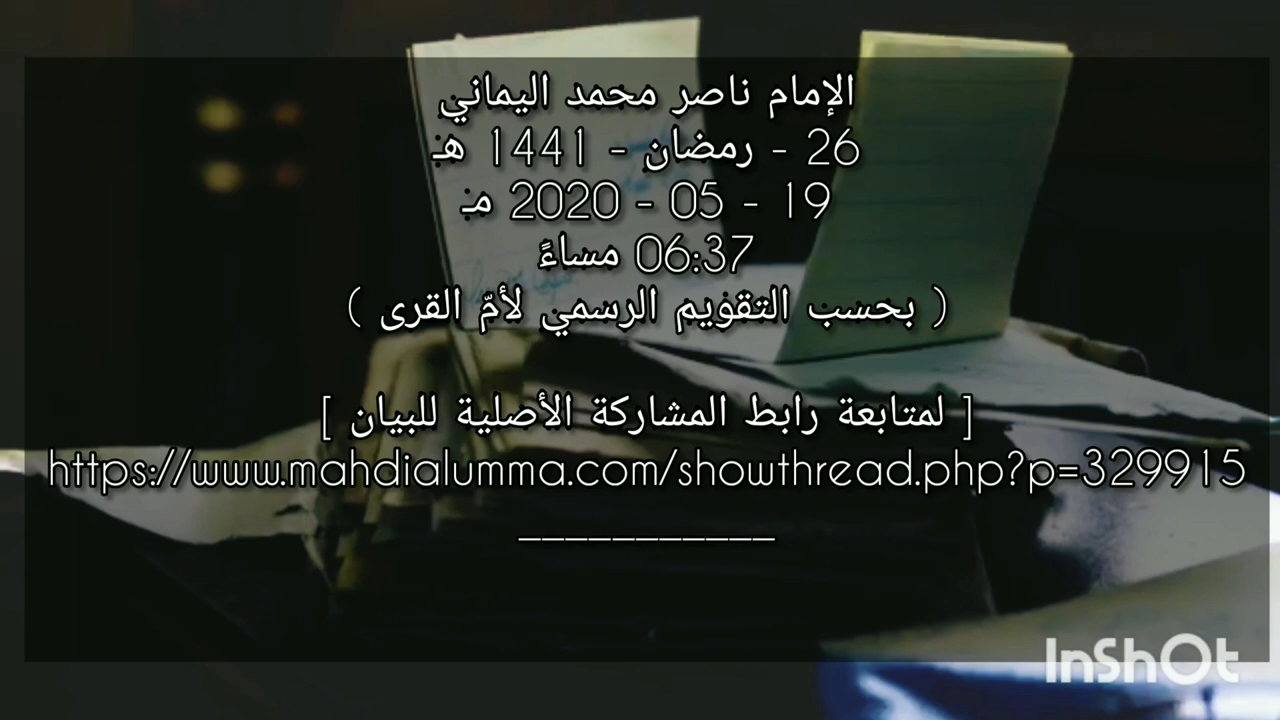 الإمام ناصر محمد اليماني
26 - رمضان - 1441 هـ
19 - 05 - 2020 مـ
06:37 مساءً
( بحسب التقويم الرسمي لأمّ القرى )
[ لمتابعة رابط المشاركة الأصلية للبيان ]
https://www.mahdialumma.com/showthread.php?p=329915
___________
InShOt